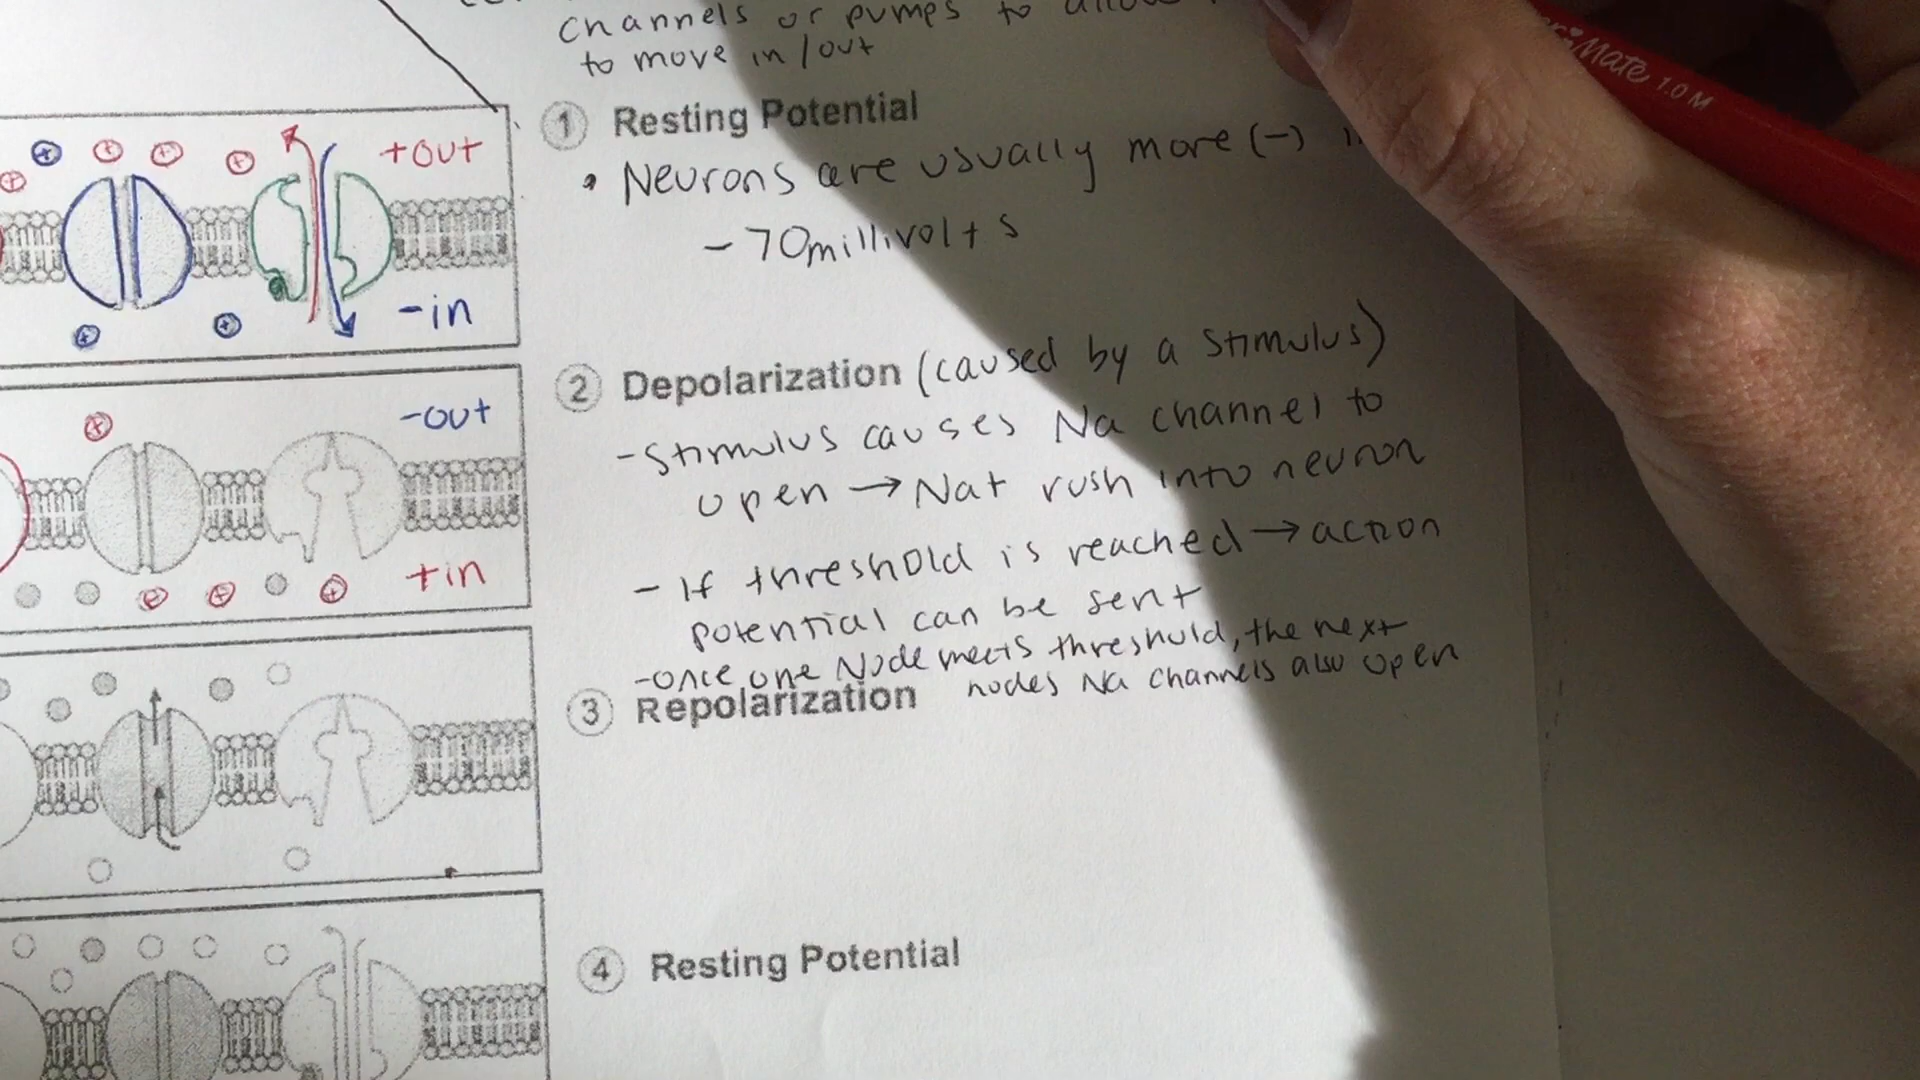 channels or pumps to
to move in/out
+out
1 Resting Potential
• Neurons are usually more (-)
-70millivolts
-in
2 Depolarization (caused by a stimulus)
-out
-Stimulus causes Na channel to
open → Na+ rush into neuron
+in
- If threshold is reached → action
potential can be sent
-once one Node meets threshold, the next
nodes Na channels also open
3 Repolarization
4 Resting Potential
Mate 1.0 M